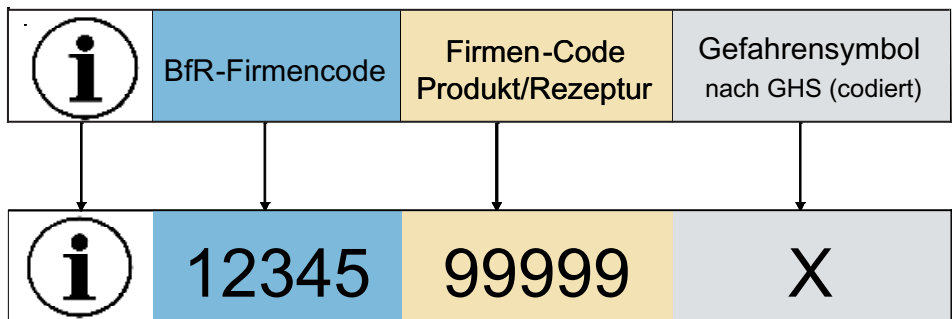 i BfR-Firmencode Firmen-Code Gefahrensymbol
Produkt/Rezeptur nach GHS (codiert)
i 12345 99999 X